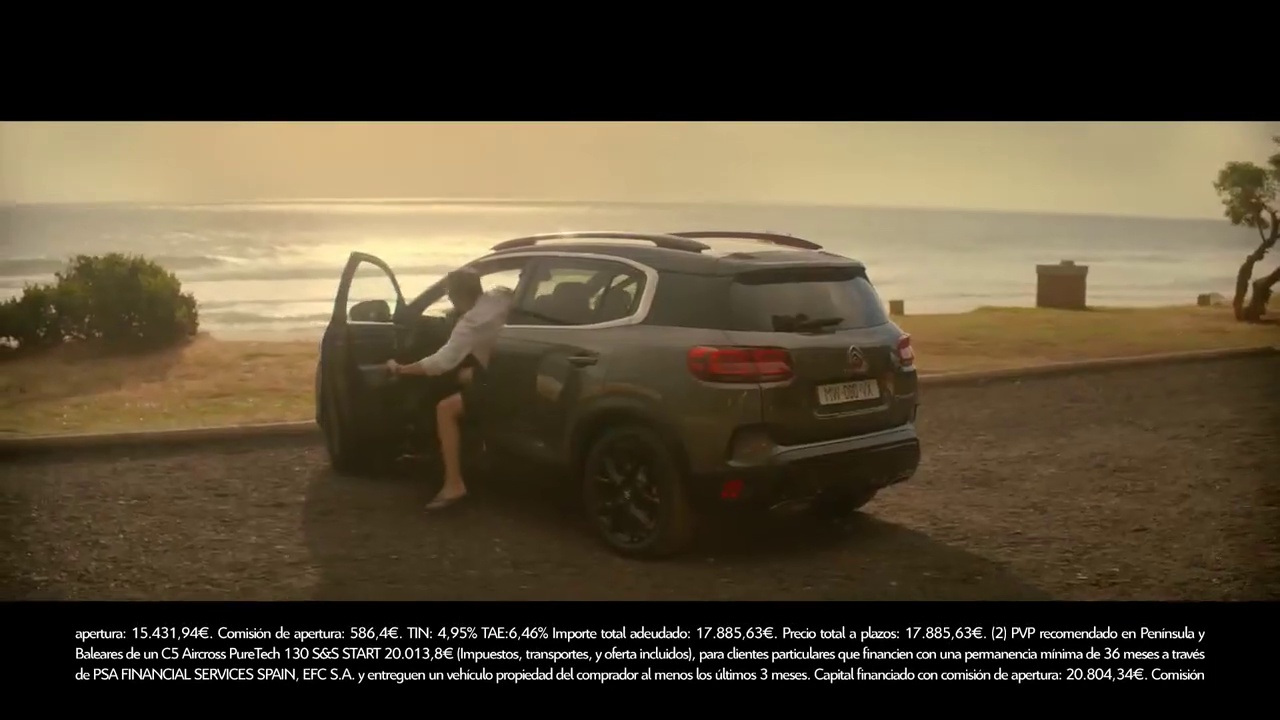 MW-080-VX
apertura: 15.431,94€. Comisión de apertura: 586,4€. TIN: 4,95% TAE:6,46% Importe total adeudado: 17.885,63€. Precio total a plazos: 17.885,63€. (2) PVP recomendado en Península y
Baleares de un C5 Aircross PureTech 130 S&S START 20.013,8€ (Impuestos, transportes, y oferta incluidos), para clientes particulares que financien con una permanencia mínima de 36 meses a través
de PSA FINANCIAL SERVICES SPAIN, EFC S.A. y entreguen un vehículo propiedad del comprador al menos los últimos 3 meses. Capital financiado con comisión de apertura: 20.804,34€. Comisión